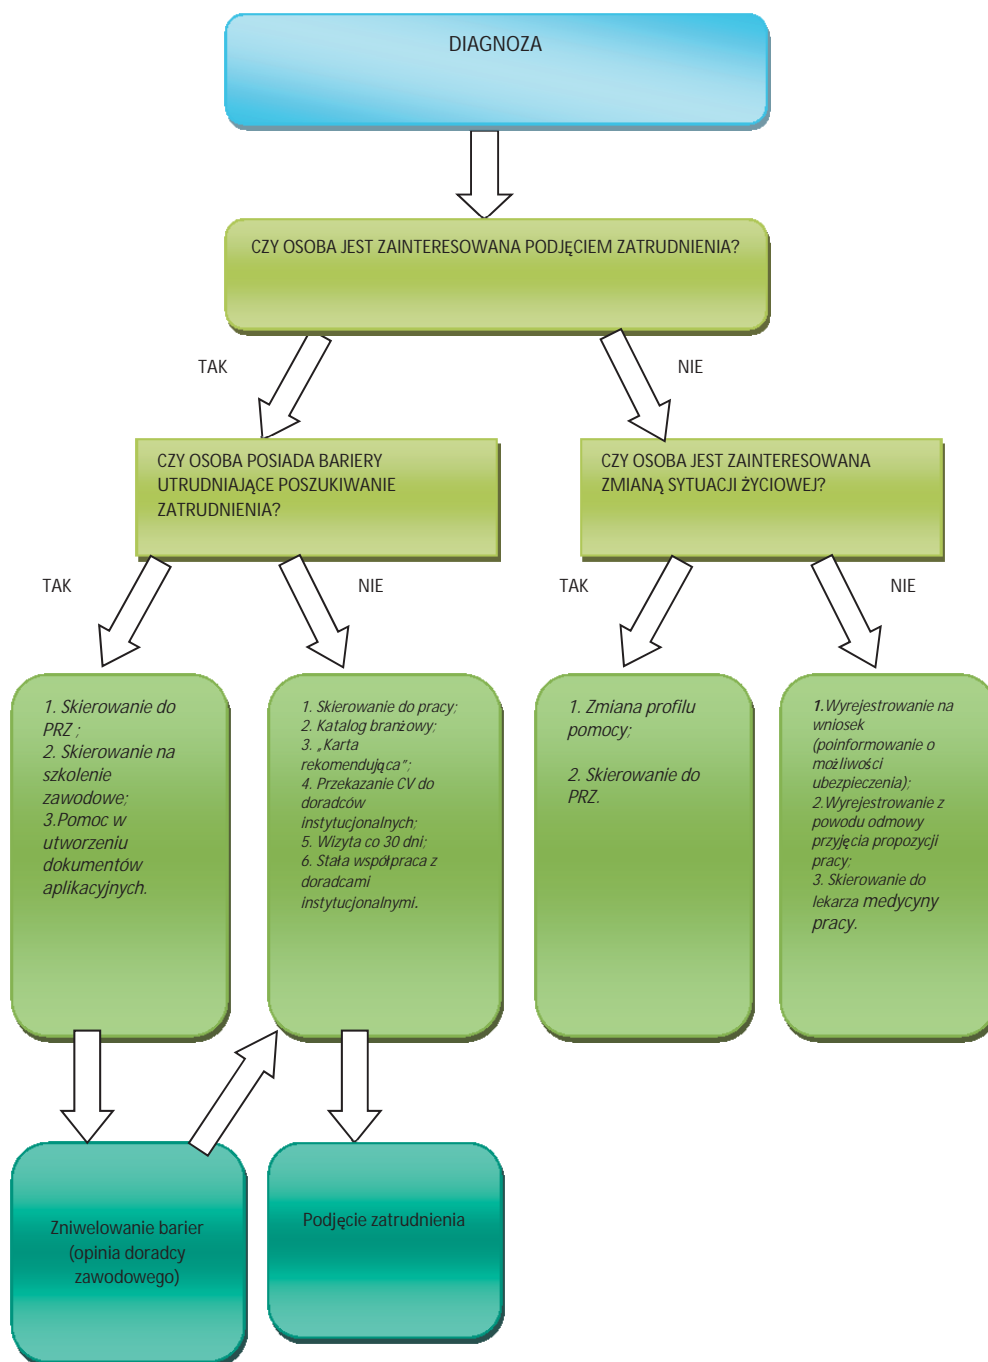 DIAGNOZA
CZY OSOBA JEST ZAINTERESOWANA PODJĘCIEM ZATRUDNIENIA?
TAK
NIE
CZY OSOBA POSIADA BARIERY
UTRUDNIAJĄCE POSZUKIWANIE
ZATRUDNIENIA?
CZY OSOBA JEST ZAINTERESOWANA
ZMIANĄ SYTUACJI ŻYCIOWEJ?
TAK
NIE
TAK
NIE
1. Skierowanie do
PRZ ;
2. Skierowanie na
szkolenie
zawodowe;
3.Pomoc w
utworzeniu
dokumentów
aplikacyjnych.
1. Skierowanie do pracy;
2. Katalog branżowy;
3. „Karta
rekomendująca";
4. Przekazanie CV do
doradców
instytucjonalnych;
5. Wizyta co 30 dni;
6. Stała współpraca z
doradcami
instytucjonalnymi.
1. Zmiana profilu
pomocy;
2. Skierowanie do
PRZ.
1.Wyrejestrowanie na
wniosek
(poinformowanie o
możliwości
ubezpieczenia);
2.Wyrejestrowanie z
powodu odmowy
przyjęcia propozycji
pracy;
3. Skierowanie do
lekarza medycyny
pracy.
Zniwelowanie barier
(opinia doradcy
zawodowego)
Podjęcie zatrudnienia